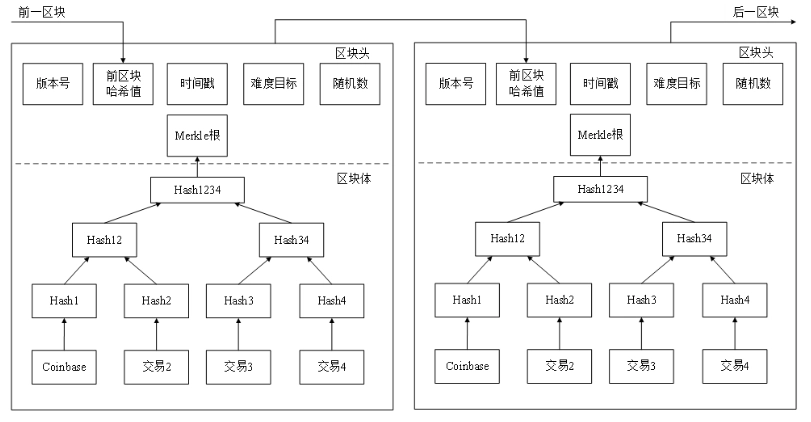 前一区块
后一区块
区块头
版本号
前区块
哈希值
时间戳
难度目标
随机数
Merkle根
区块体
Hash1234
Hash12
Hash34
Hash1
Hash2
Hash3
Hash4
Coinbase
交易2
交易3
交易4
区块头
版本号
前区块
哈希值
时间戳
难度目标
随机数
Merkle根
区块体
Hash1234
Hash12
Hash34
Hash1
Hash2
Hash3
Hash4
Coinbase
交易2
交易3
交易4